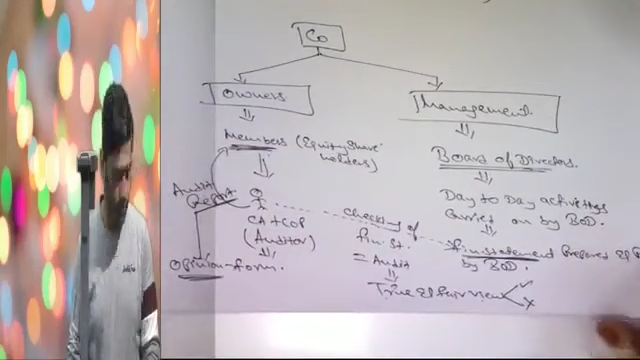 Co
Owners
Management
Members (Equity share
holders)
Board of Directors.
Day to Day activities
carried on by BOD.
Audit
Report
CA + COP
(Auditor)
Checking of
fin. St.
= Audit
fin. statement Prepared
by BOD.
Opinion form.
True & fair view